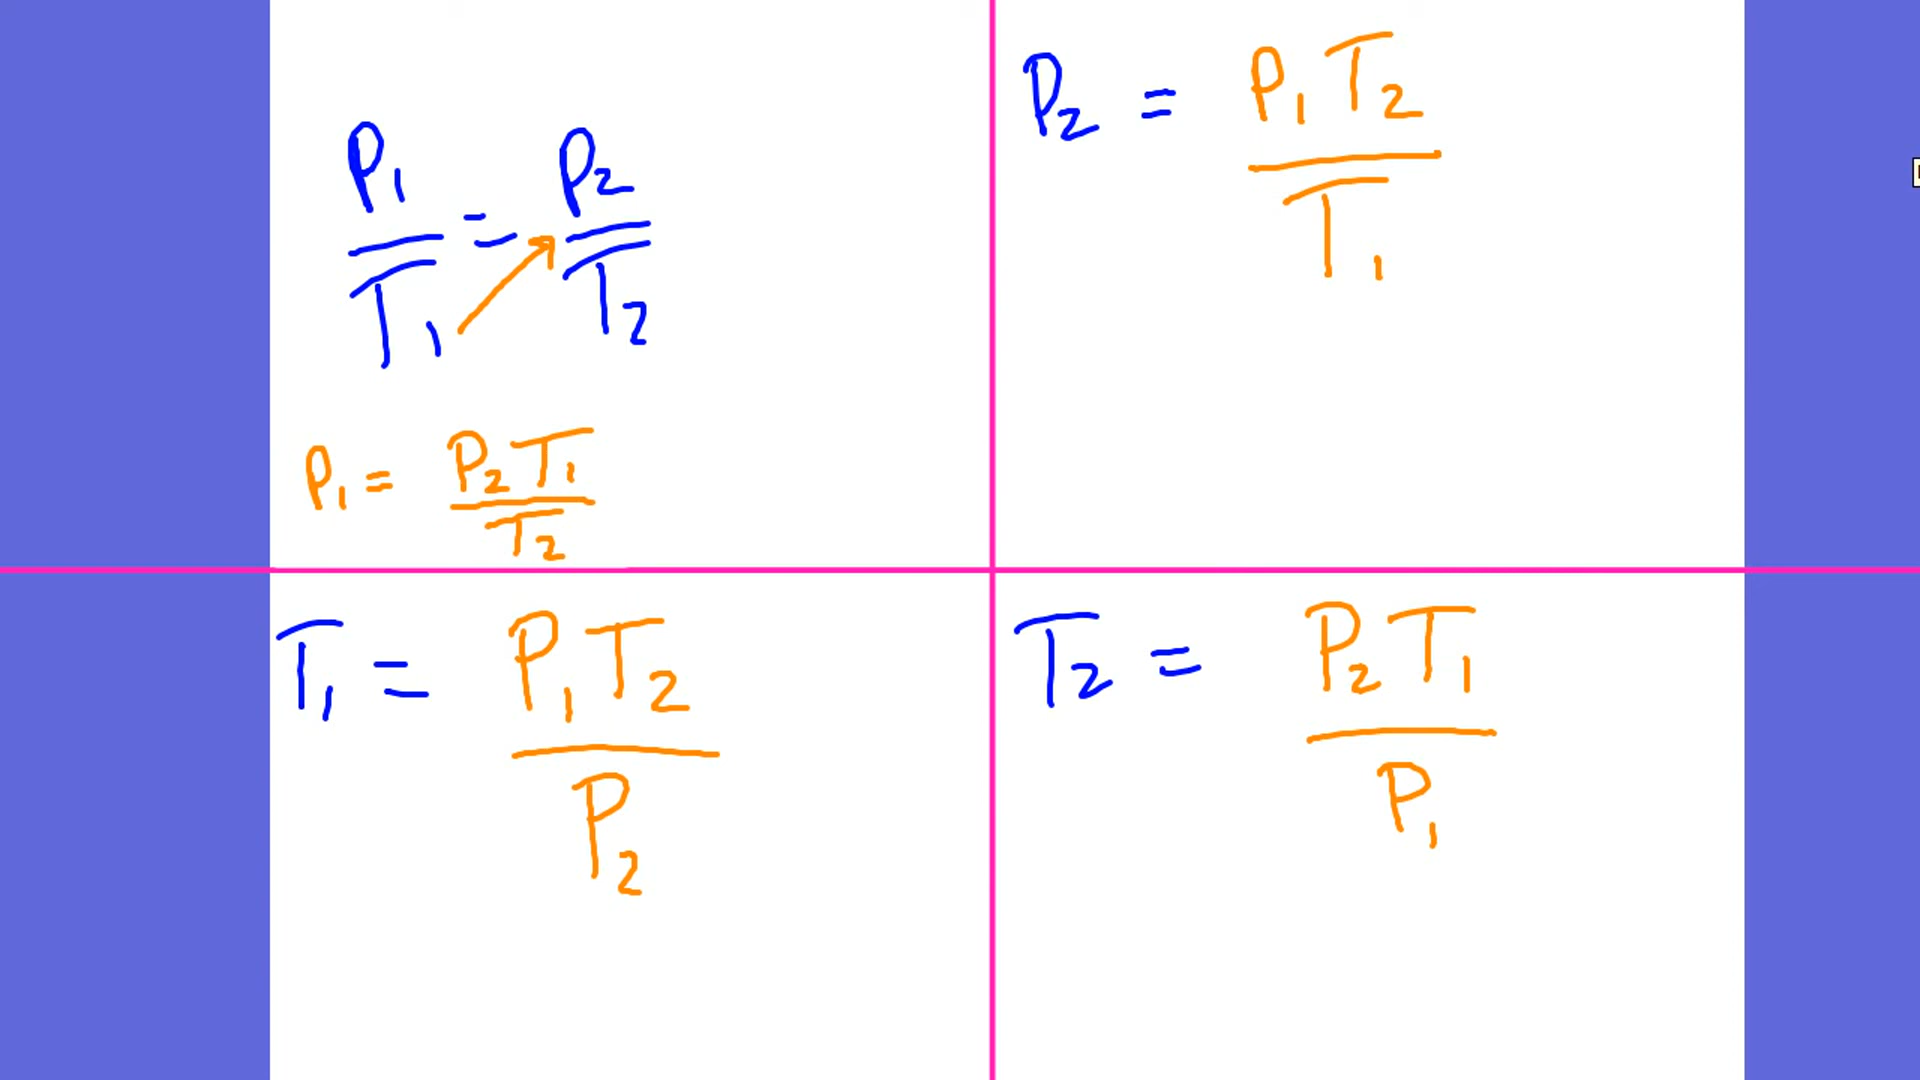 P₁/T₁ = P₂/T₂
P₁ = P₂T₁/T₂
P₂ = P₁T₂/T₁
T₁ = P₁T₂/P₂
T₂ = P₂T₁/P₁